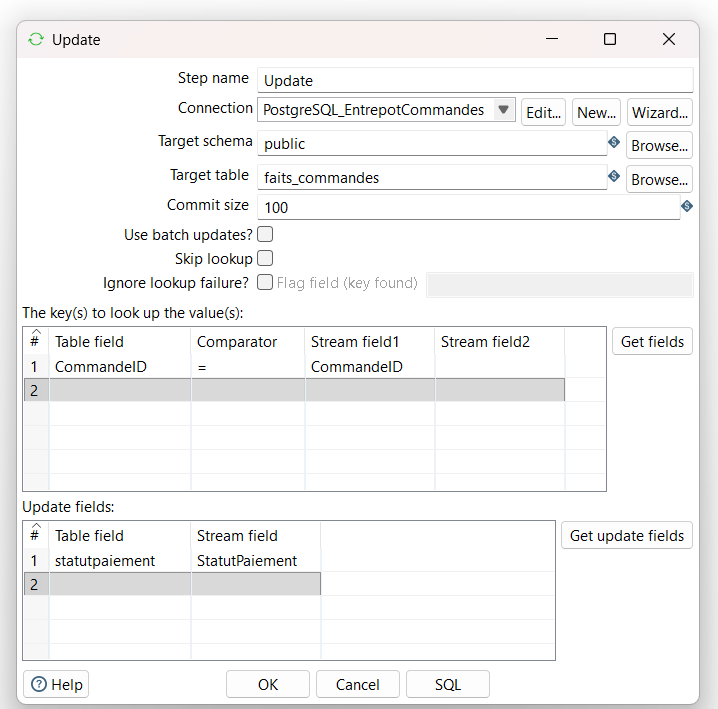 Update
Step name Update
Connection PostgreSQL_EntrepotCommandes Edit... New... Wizard...
Target schema public Browse...
Target table faits_commandes Browse...
Commit size 100
Use batch updates?
Skip lookup
Ignore lookup failure? Flag field (key found)
The key(s) to look up the value(s):
# Table field Comparator Stream field1 Stream field2 Get fields
1 CommandeID = CommandeID
2
Update fields:
# Table field Stream field Get update fields
1 statutpaiement StatutPaiement
2
Help OK Cancel SQL